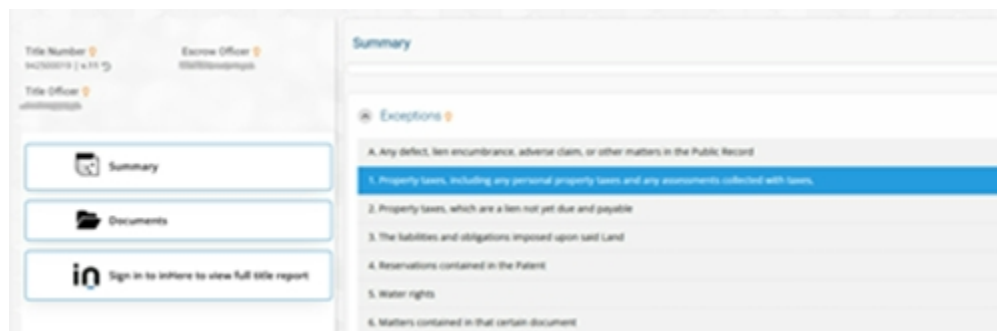 Title Number
Escrow Officer
Title Officer
Summary
Documents
in Sign in to inHere to view full title report
Summary
Exceptions
A. Any defect, lien encumbrance, adverse claim, or other matters in the Public Record
1. Property taxes, including any personal property taxes and any assessments collected with taxes,
2. Property taxes, which are a lien not yet due and payable
3. The liabilities and obligations imposed upon said Land
4. Reservations contained in the Patent
5. Water rights
6. Matters contained in that certain document